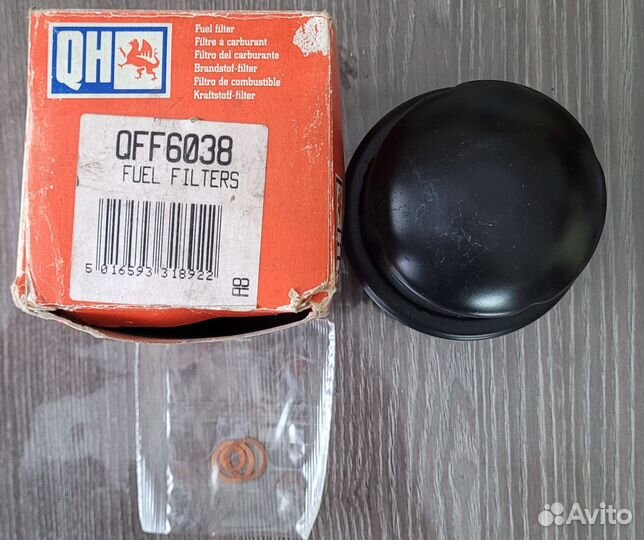 QH
Fuel filter
Filtre à carburant
Filtro del carburante
Brandstof-filter
Filtro de combustible
Kraftstoff-filter
QFF6038
FUEL FILTERS
5 016593 318922
A8
Avito